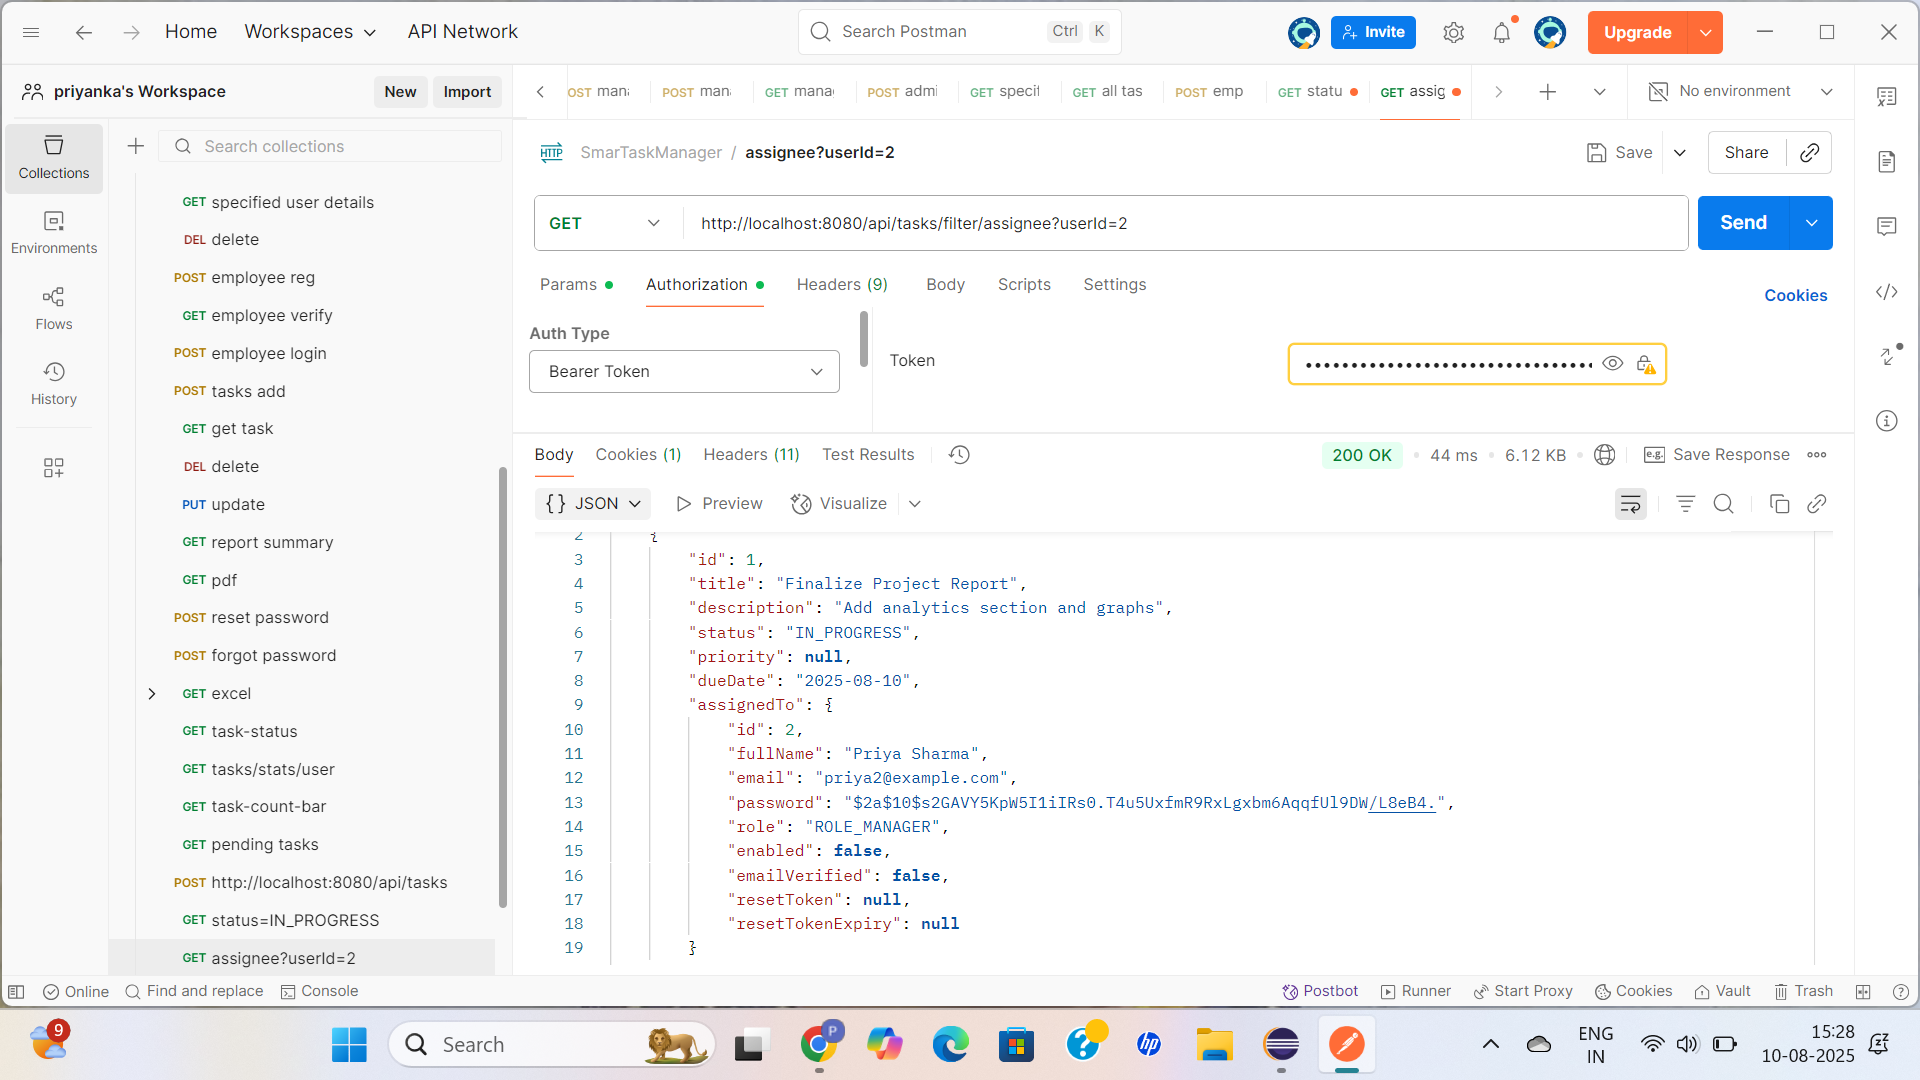 Home
Workspaces
API Network
Search Postman
Ctrl
K
Invite
Upgrade
priyanka's Workspace
New
Import
OST man
POST man
GET mana
POST admi
GET specif
GET all tas
POST emp
GET statu
GET assig
No environment
Collections
Environments
Flows
History
Search collections
GET specified user details
DEL delete
POST employee reg
GET employee verify
POST employee login
POST tasks add
GET get task
DEL delete
PUT update
GET report summary
GET pdf
POST reset password
POST forgot password
GET excel
GET task-status
GET tasks/stats/user
GET task-count-bar
GET pending tasks
POST http://localhost:8080/api/tasks
GET status=IN_PROGRESS
GET assignee?userId=2
HTTP SmarTaskManager / assignee?userId=2
Save
Share
GET
http://localhost:8080/api/tasks/filter/assignee?userId=2
Send
Params
Authorization
Headers (9)
Body
Scripts
Settings
Cookies
Auth Type
Bearer Token
Token
Body
Cookies (1)
Headers (11)
Test Results
200 OK
44 ms
6.12 KB
e.g. Save Response
{} JSON
Preview
Visualize
2 {
3 "id": 1,
4 "title": "Finalize Project Report",
5 "description": "Add analytics section and graphs",
6 "status": "IN_PROGRESS",
7 "priority": null,
8 "dueDate": "2025-08-10",
9 "assignedTo": {
10 "id": 2,
11 "fullName": "Priya Sharma",
12 "email": "priya2@example.com",
13 "password": "$2a$10$s2GAVY5KpW5I1iIRs0.T4u5UxfmR9RxLgxbm6AqqfUl9DW/L8eB4.",
14 "role": "ROLE_MANAGER",
15 "enabled": false,
16 "emailVerified": false,
17 "resetToken": null,
18 "resetTokenExpiry": null
19 }
Online
Find and replace
Console
Postbot
Runner
Start Proxy
Cookies
Vault
Trash
9
Search
P
hp
ENG
IN
15:28
10-08-2025